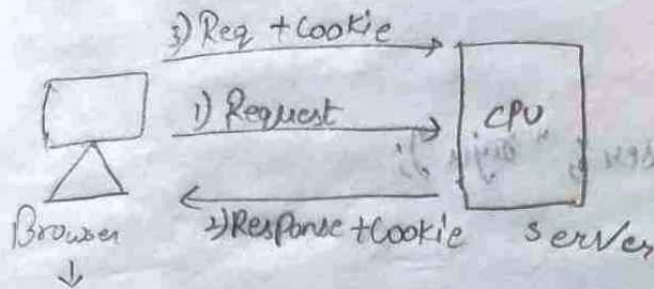 3) Req + Cookie
1) Request
CPU
2) Response + Cookie
Browser
server